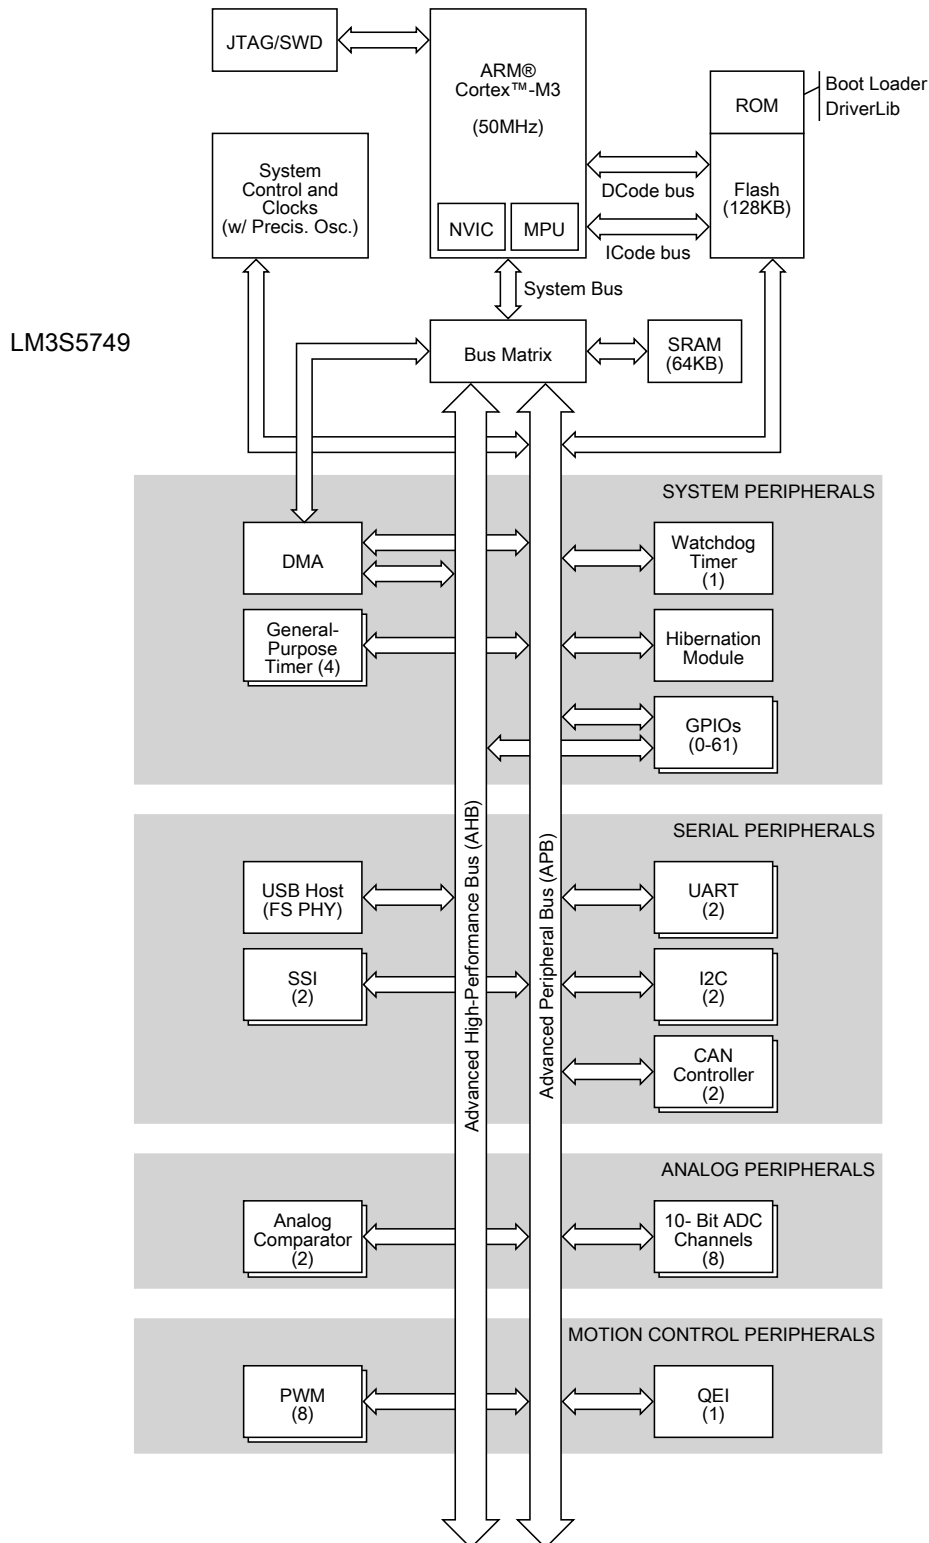 JTAG/SWD
ARM®
Cortex™-M3
(50MHz)
NVIC
MPU
ROM
Boot Loader
DriverLib
Flash
(128KB)
DCode bus
ICode bus
System
Control and
Clocks
(w/ Precis. Osc.)
System Bus
LM3S5749
Bus Matrix
SRAM
(64KB)
SYSTEM PERIPHERALS
DMA
Watchdog
Timer
(1)
General-
Purpose
Timer (4)
Hibernation
Module
GPIOs
(0-61)
Advanced High-Performance Bus (AHB)
Advanced Peripheral Bus (APB)
SERIAL PERIPHERALS
USB Host
(FS PHY)
UART
(2)
SSI
(2)
I2C
(2)
CAN
Controller
(2)
ANALOG PERIPHERALS
Analog
Comparator
(2)
10- Bit ADC
Channels
(8)
MOTION CONTROL PERIPHERALS
PWM
(8)
QEI
(1)